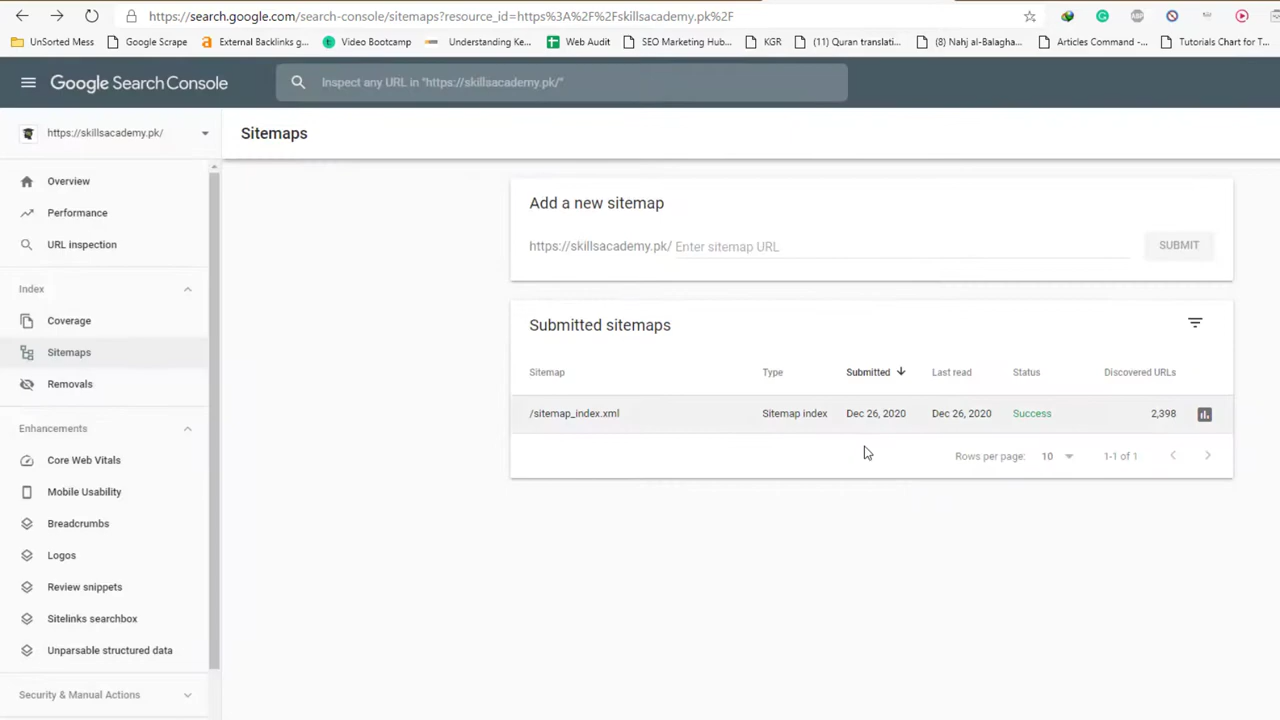 https://search.google.com/search-console/sitemaps?resource_id=https%3A%2F%2Fskillsacademy.pk%2F
UnSorted Mess Google Scrape External Backlinks g... Video Bootcamp Understanding Ke... Web Audit SEO Marketing Hub... KGR (11) Quran translati... (8) Nahj al-Balagha... Articles Command -... Tutorials Chart for T...
Google Search Console Inspect any URL in "https://skillsacademy.pk/"
https://skillsacademy.pk/ Sitemaps
Overview
Performance
URL inspection
Index
Coverage
Sitemaps
Removals
Enhancements
Core Web Vitals
Mobile Usability
Breadcrumbs
Logos
Review snippets
Sitelinks searchbox
Unparsable structured data
Security & Manual Actions
Add a new sitemap
https://skillsacademy.pk/ Enter sitemap URL SUBMIT
Submitted sitemaps
Sitemap Type Submitted Last read Status Discovered URLs
/sitemap_index.xml Sitemap index Dec 26, 2020 Dec 26, 2020 Success 2,398
Rows per page: 10 1-1 of 1